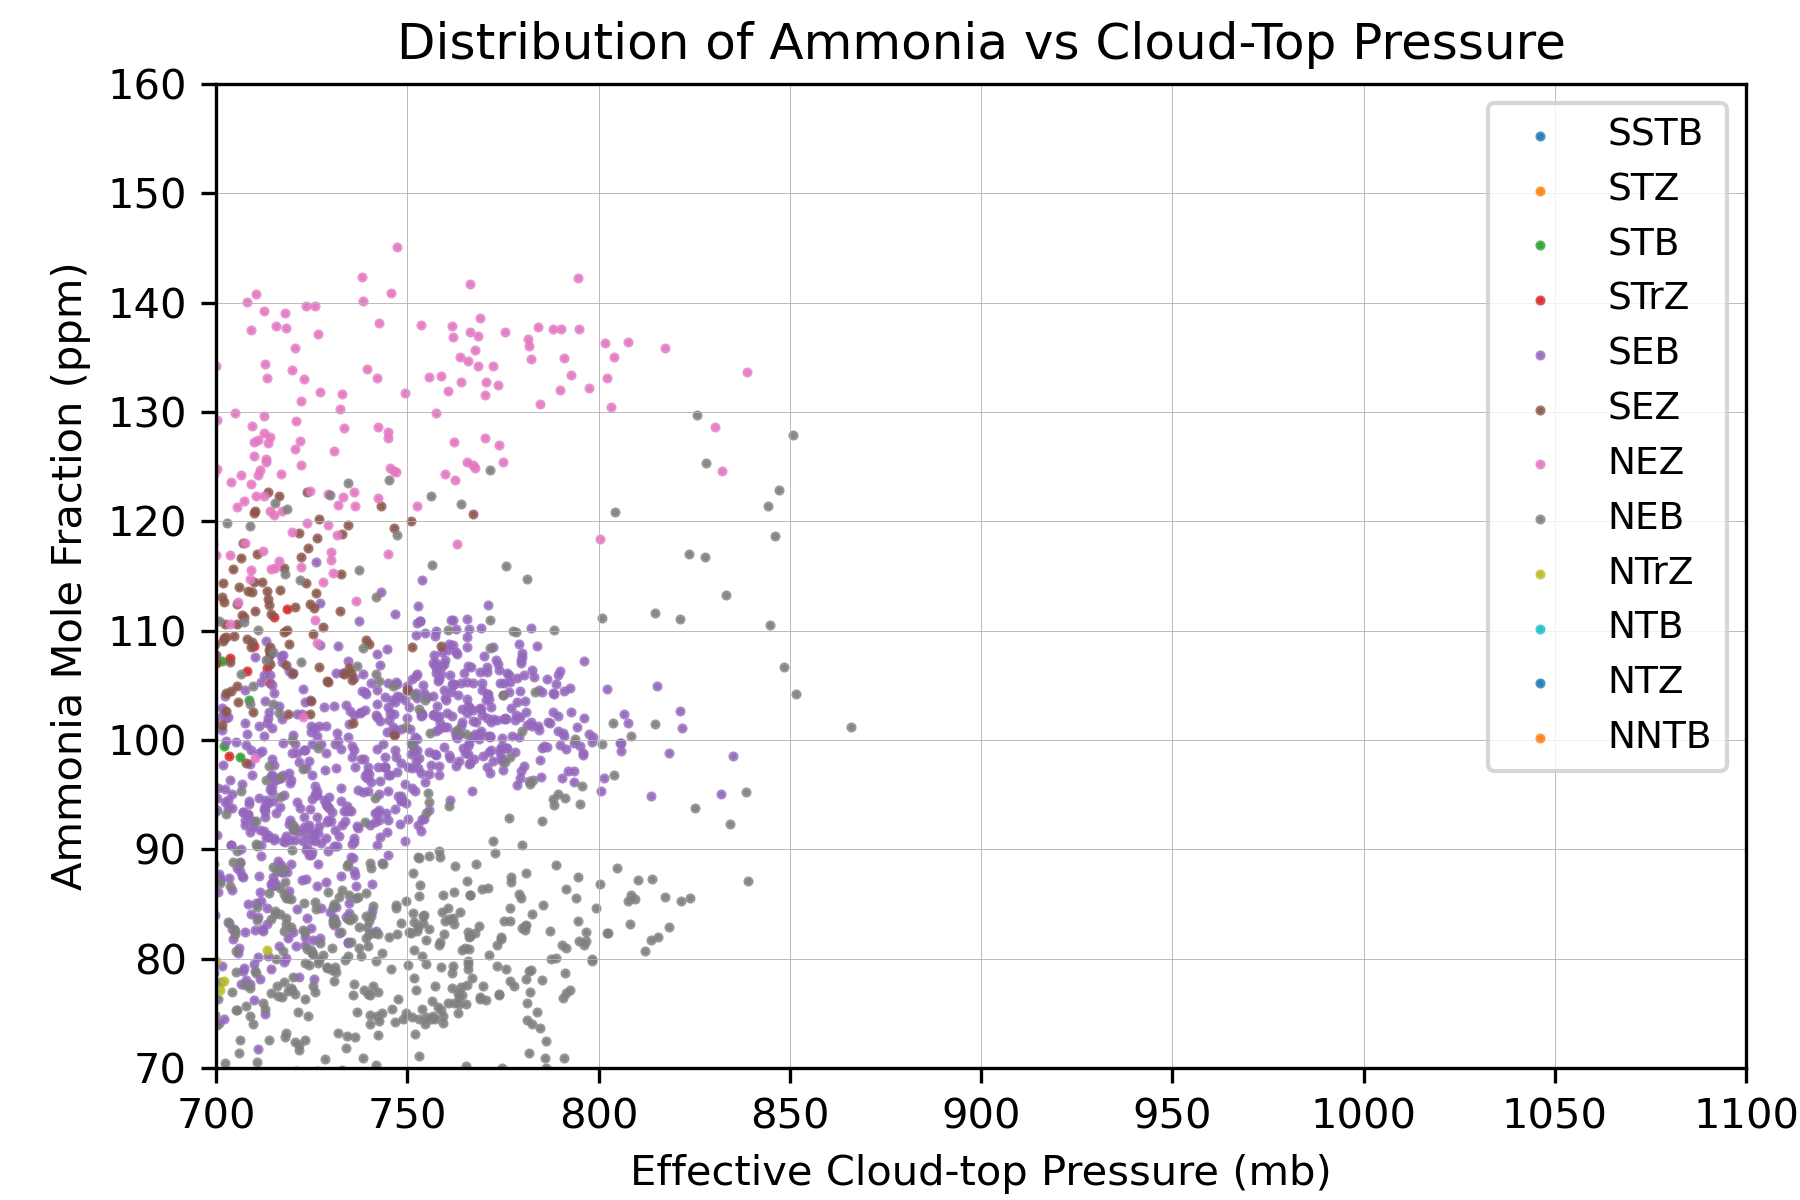 Distribution of Ammonia vs Cloud-Top Pressure
160
150
140
130
120
110
100
90
80
70
Ammonia Mole Fraction (ppm)
SSTB
STZ
STB
STrZ
SEB
SEZ
NEZ
NEB
NTrZ
NTB
NTZ
NNTB
700 750 800 850 900 950 1000 1050 1100
Effective Cloud-top Pressure (mb)